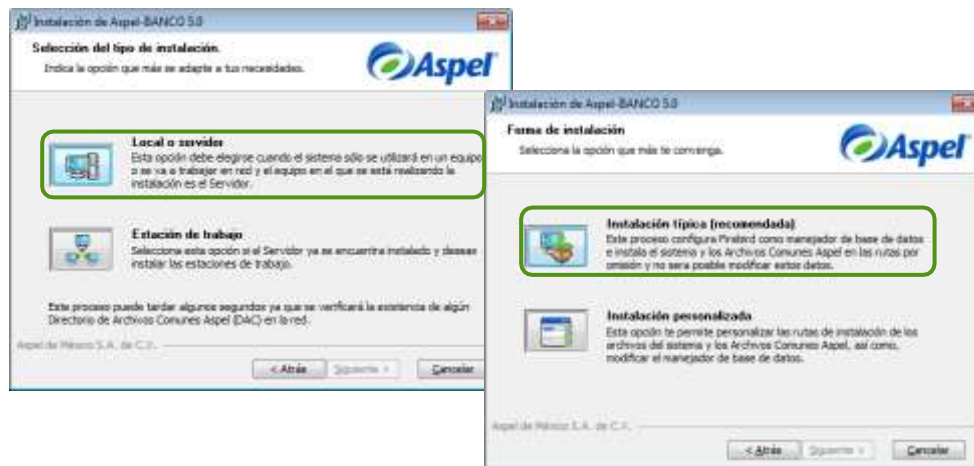 Instalación de Aspel-BANCO 5.0
Selección del tipo de instalación.
Indica la opción que más se adapte a tus necesidades.
Aspel
Local o servidor
Esta opción debe elegirse cuando el sistema sólo se utilizará en un equipo
o se va a trabajar en red y el equipo en el que se está realizando la
instalación es el Servidor.
Estación de trabajo
Selecciona esta opción si el Servidor ya se encuentra instalado y deseas
instalar las estaciones de trabajo.
Este proceso puede tardar algunos segundos ya que se verificará la existencia de algún
Directorio de Archivos Comunes Aspel (DAC) en la red.
Aspel de México S.A. de C.V.
< Atrás
Siguiente >
Cancelar
Instalación de Aspel-BANCO 5.0
Forma de instalación
Selecciona la opción que más te convenga.
Aspel
Instalación típica (recomendada)
Este proceso configura Firebird como manejador de base de datos
e instala el sistema y los Archivos Comunes Aspel en las rutas por
omisión y no sera posible modificar estos datos.
Instalación personalizada
Esta opción te permite personalizar las rutas de instalación de los
archivos del sistema y los Archivos Comunes Aspel, así como,
modificar el manejador de base de datos.
Aspel de México S.A. de C.V.
< Atrás
Siguiente >
Cancelar